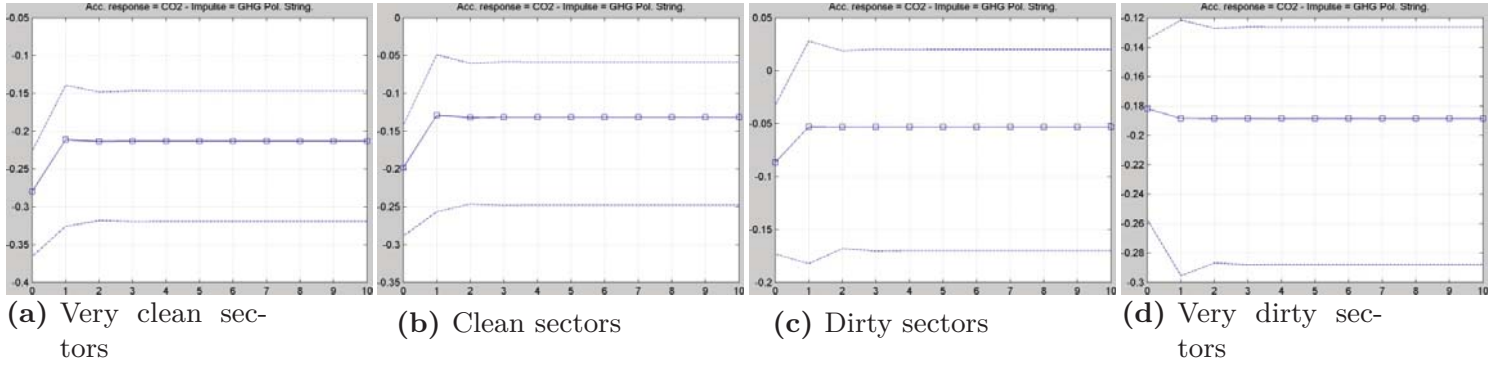 Acc. response = CO2 - Impulse = GHG Pol. String.
-0.05
-0.1
-0.15
-0.2
-0.25
-0.3
-0.35
-0.4
0 1 2 3 4 5 6 7 8 9 10
(a) Very clean sec-
tors
Acc. response = CO2 - Impulse = GHG Pol. String.
0
-0.05
-0.1
-0.15
-0.2
-0.25
-0.3
-0.35
0 1 2 3 4 5 6 7 8 9 10
(b) Clean sectors
Acc. response = CO2 - Impulse = GHG Pol. String.
0.05
0
-0.05
-0.1
-0.15
-0.2
0 1 2 3 4 5 6 7 8 9 10
(c) Dirty sectors
Acc. response = CO2 - Impulse = GHG Pol. String.
-0.12
-0.14
-0.16
-0.18
-0.2
-0.22
-0.24
-0.26
-0.28
-0.3
0 1 2 3 4 5 6 7 8 9 10
(d) Very dirty sec-
tors